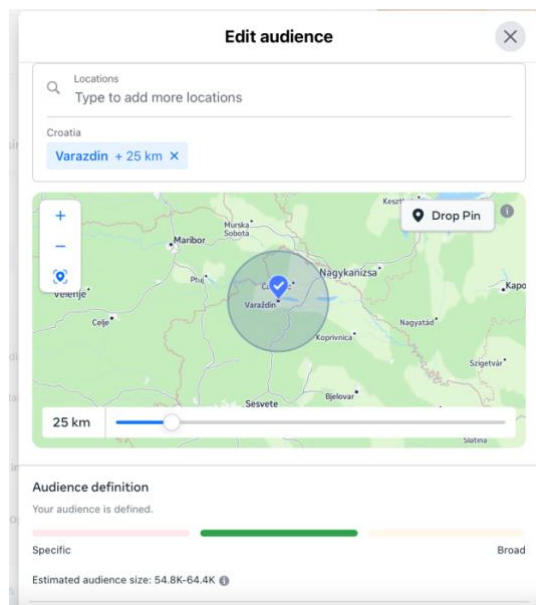 Edit audience
Locations
Type to add more locations
Croatia
Varazdin + 25 km
Drop Pin
Murska
Sobota
Maribor
Nagykanizsa
Ptuj
Velenje
Varaždin
Celje
Nagyatád
Koprivnica
Szigetvár
Bjelovar
Sesvete
25 km
Slatina
Audience definition
Your audience is defined.
Specific
Broad
Estimated audience size: 54.8K-64.4K